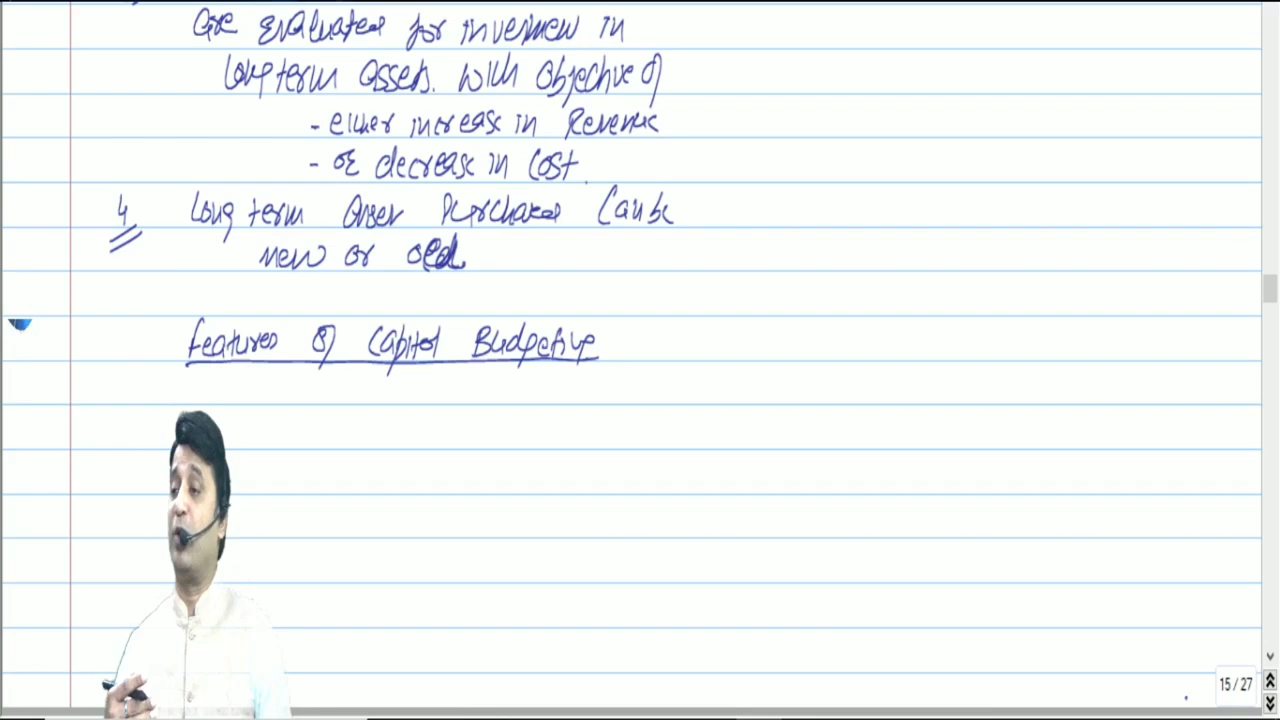 are evaluated for investment in
long term assets. with objective of
- either increase in Revenue
- or decrease in cost.
4 Long term Asset Purchased can be
new or old.
features of capital Budgeting
15 / 27